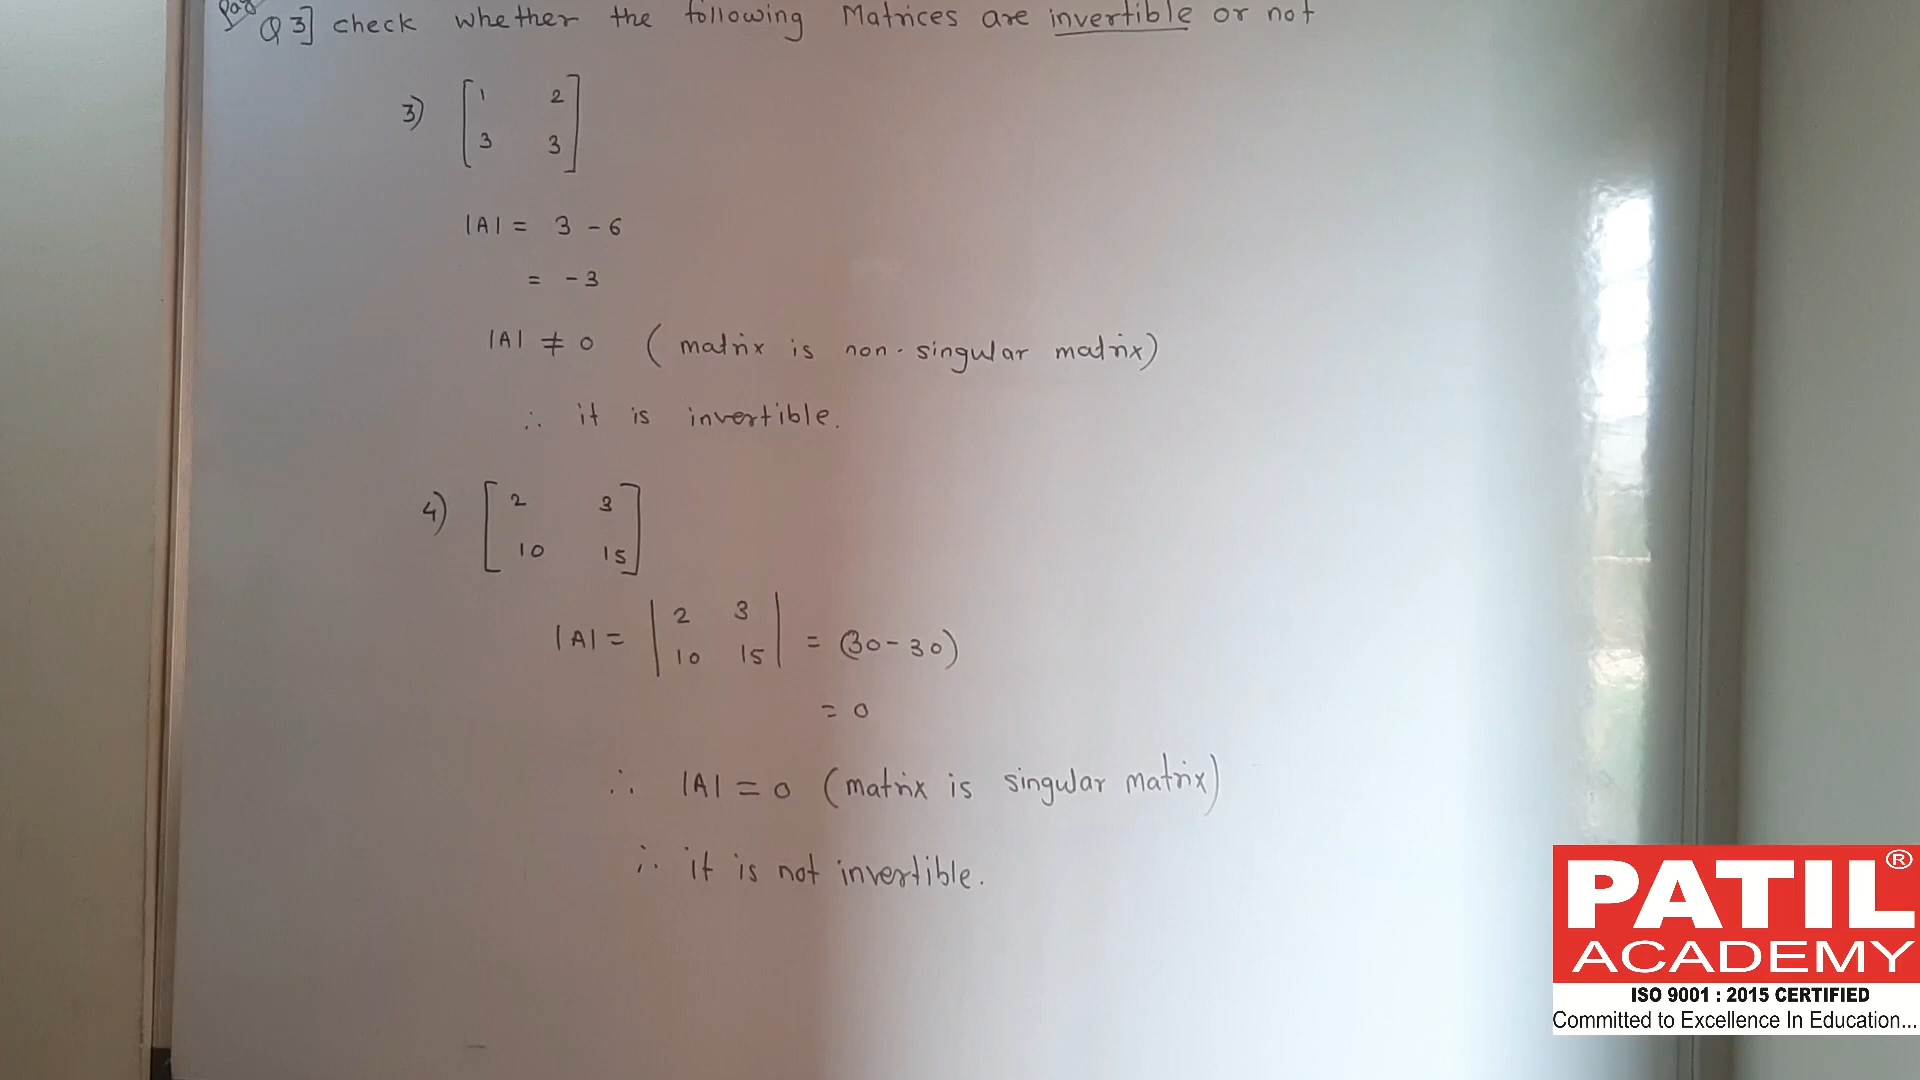 Q 3] check whether the following Matrices are invertible or not
3) [ 1 2
3 3 ]
|A| = 3 - 6
= -3
|A| ≠ 0 ( matrix is non-singular matrix)
∴ it is invertible.
4) [ 2 3
10 15 ]
|A| = | 2 3
10 15 | = (30 - 30)
= 0
∴ |A| = 0 (matrix is singular matrix)
∴ it is not invertible.
PATIL®
ACADEMY
ISO 9001 : 2015 CERTIFIED
Committed to Excellence In Education...